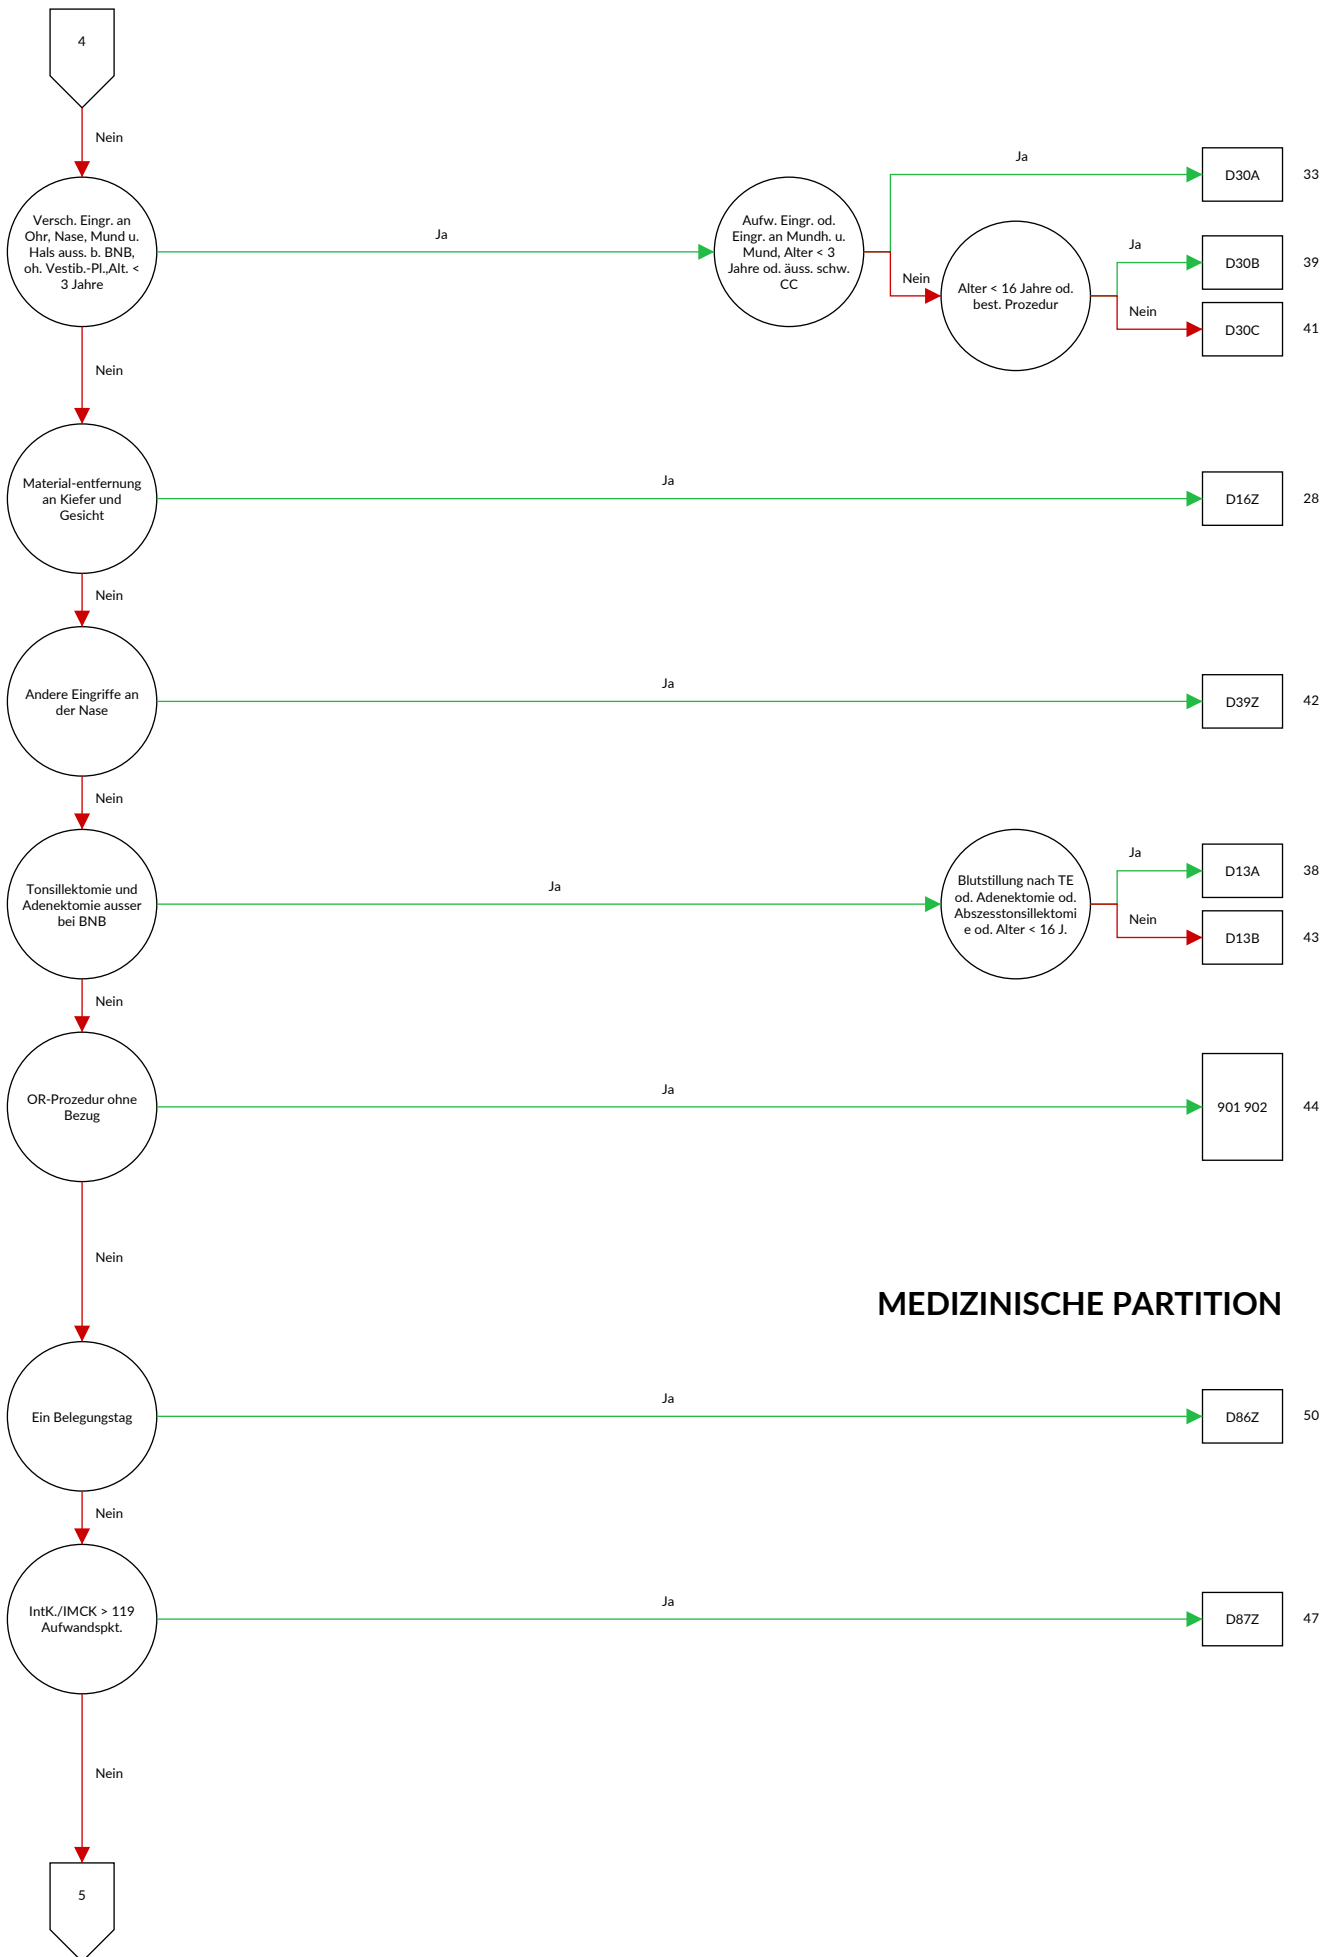 4
Nein
Versch. Eingr. an
Ohr, Nase, Mund u.
Hals auss. b. BNB,
oh. Vestib.-Pl.,Alt. <
3 Jahre
Ja
Aufw. Eingr. od.
Eingr. an Mundh. u.
Mund, Alter < 3
Jahre od. äuss. schw.
CC
Ja
D30A
33
Nein
Alter < 16 Jahre od.
best. Prozedur
Ja
D30B
39
Nein
D30C
41
Nein
Material-entfernung
an Kiefer und
Gesicht
Ja
D16Z
28
Nein
Andere Eingriffe an
der Nase
Ja
D39Z
42
Nein
Tonsillektomie und
Adenektomie ausser
bei BNB
Ja
Blutstillung nach TE
od. Adenektomie od.
Abszesstonsillektomi
e od. Alter < 16 J.
Ja
D13A
38
Nein
D13B
43
Nein
OR-Prozedur ohne
Bezug
Ja
901 902
44
Nein
MEDIZINISCHE PARTITION
Ein Belegungstag
Ja
D86Z
50
Nein
IntK./IMCK > 119
Aufwandspkt.
Ja
D87Z
47
Nein
5